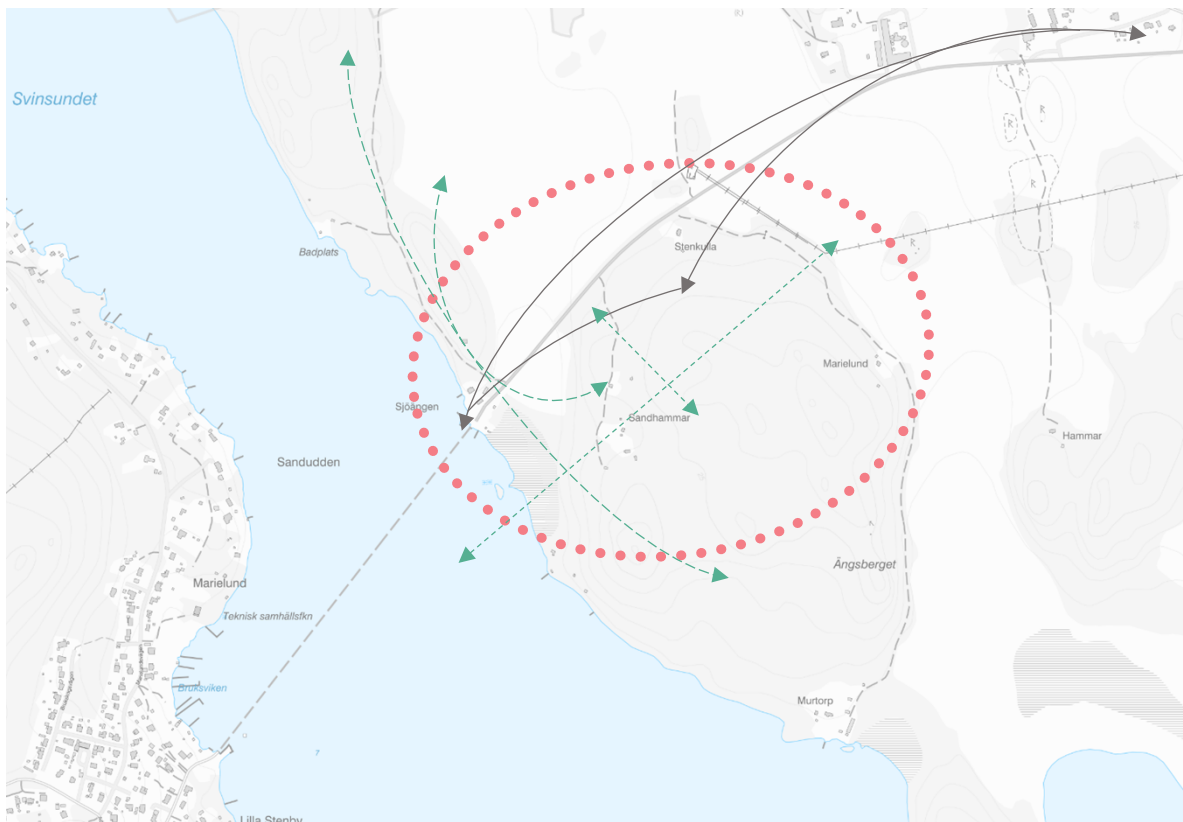 Svinsundet
Stenkulla
Badplats
Marielund
Sjöängen
Sandhammar
Hammar
Sandudden
Ängsberget
Marielund
Teknisk samhällsfkn
Bruksviken
Murtorp
Lilla Stenby